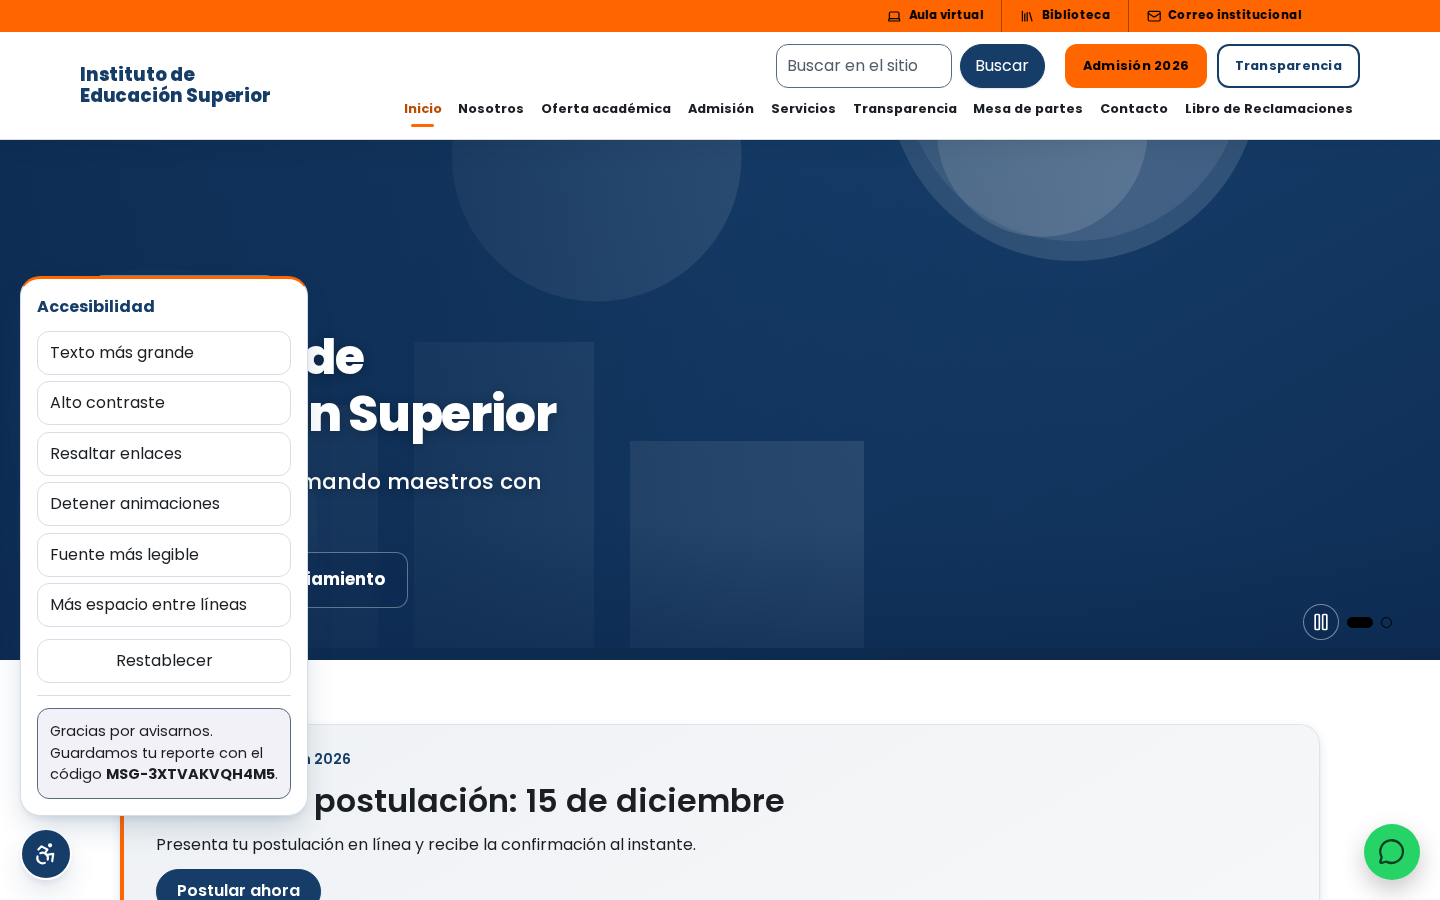 Aula virtual
Biblioteca
Correo institucional
Instituto de
Educación Superior
Buscar en el sitio
Buscar
Admisión 2026
Transparencia
Inicio
Nosotros
Oferta académica
Admisión
Servicios
Transparencia
Mesa de partes
Contacto
Libro de Reclamaciones
de
n Superior
mando maestros con
iamiento
Accesibilidad
Texto más grande
Alto contraste
Resaltar enlaces
Detener animaciones
Fuente más legible
Más espacio entre líneas
Restablecer
Gracias por avisarnos.
Guardamos tu reporte con el
código MSG-3XTVAKVQH4M5.
2026
postulación: 15 de diciembre
Presenta tu postulación en línea y recibe la confirmación al instante.
Postular ahora